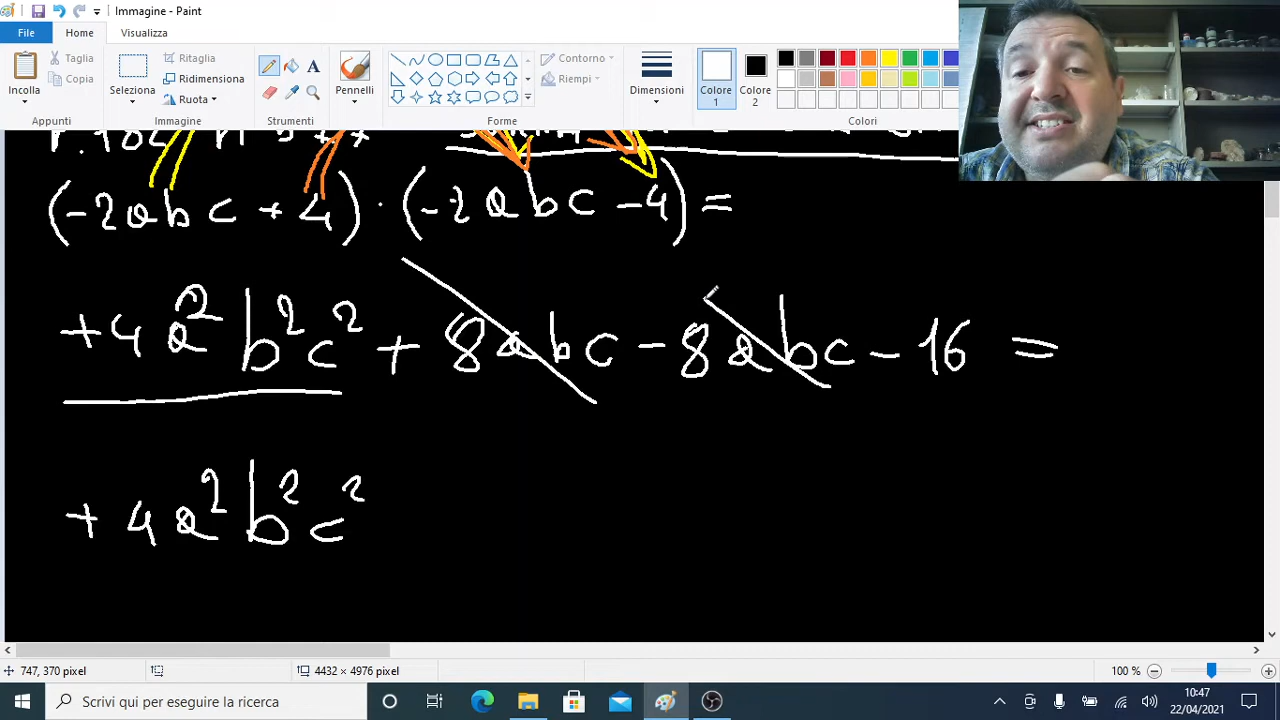 Immagine - Paint
File Home Visualizza
Incolla Taglia Copia Seleziona Ritaglia Ridimensiona Ruota A Pennelli Contorno Riempi Dimensioni Colore 1 Colore 2
Appunti Immagine Strumenti Forme Colori
(-2abc + 4) · (-2abc - 4) =
+4a²b²c² + 8abc - 8abc - 16 =
+4a²b²c²
747, 370 pixel 4432 × 4976 pixel 100 %
Scrivi qui per eseguire la ricerca 10:47
22/04/2021